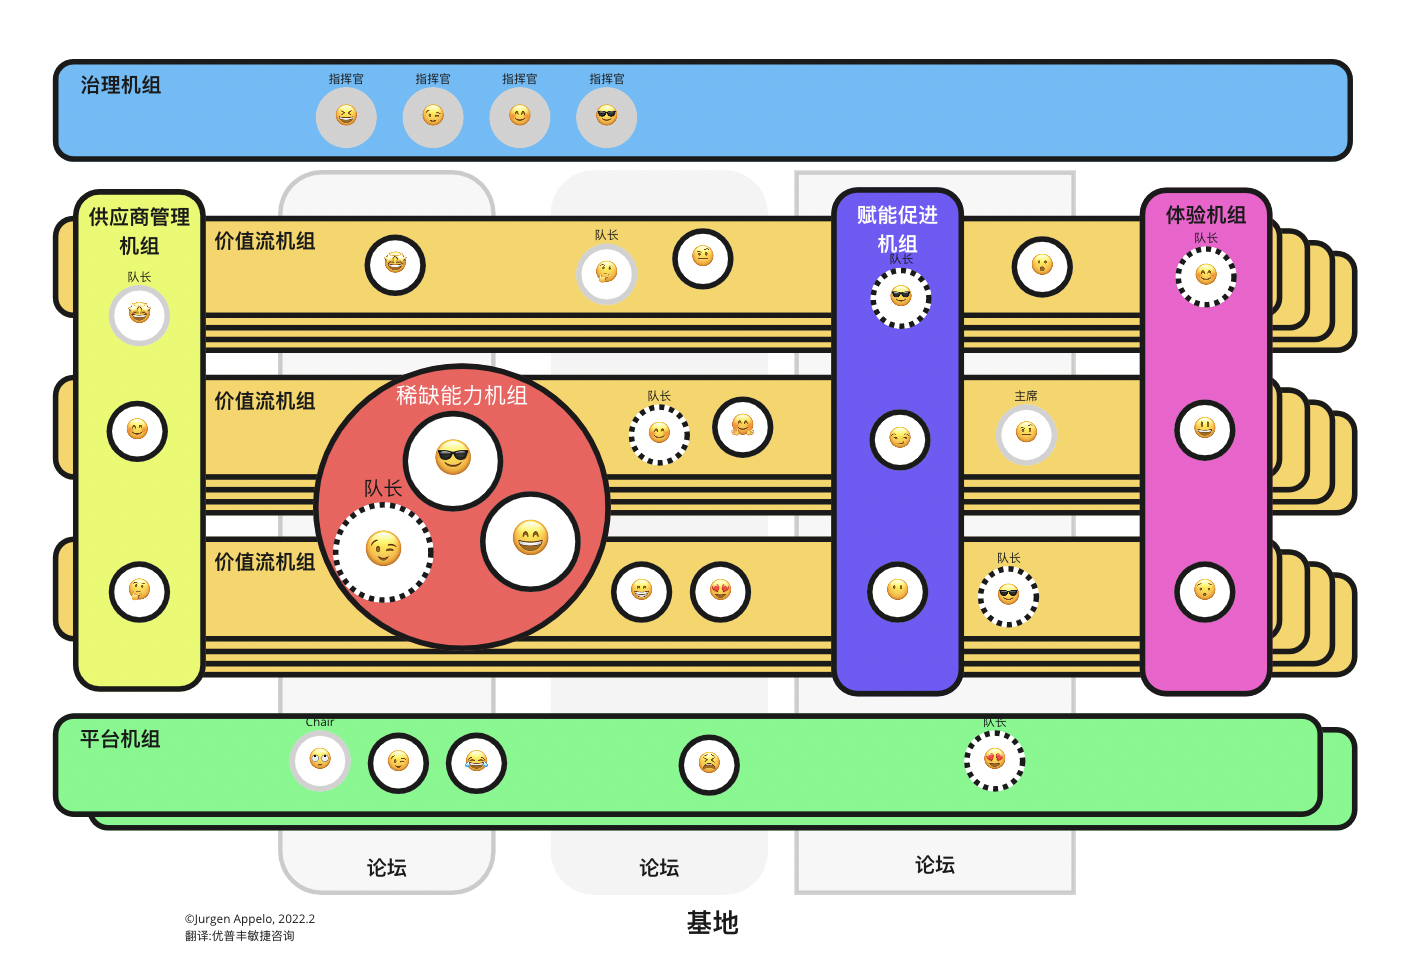 治理机组
指挥官
指挥官
指挥官
指挥官
供应商管理
机组
队长
价值流机组
队长
赋能促进
机组
队长
体验机组
队长
价值流机组
稀缺能力机组
队长
队长
主席
价值流机组
队长
平台机组
Chair
队长
论坛
论坛
论坛
基地
©Jurgen Appelo, 2022.2
翻译:优普丰敏捷咨询